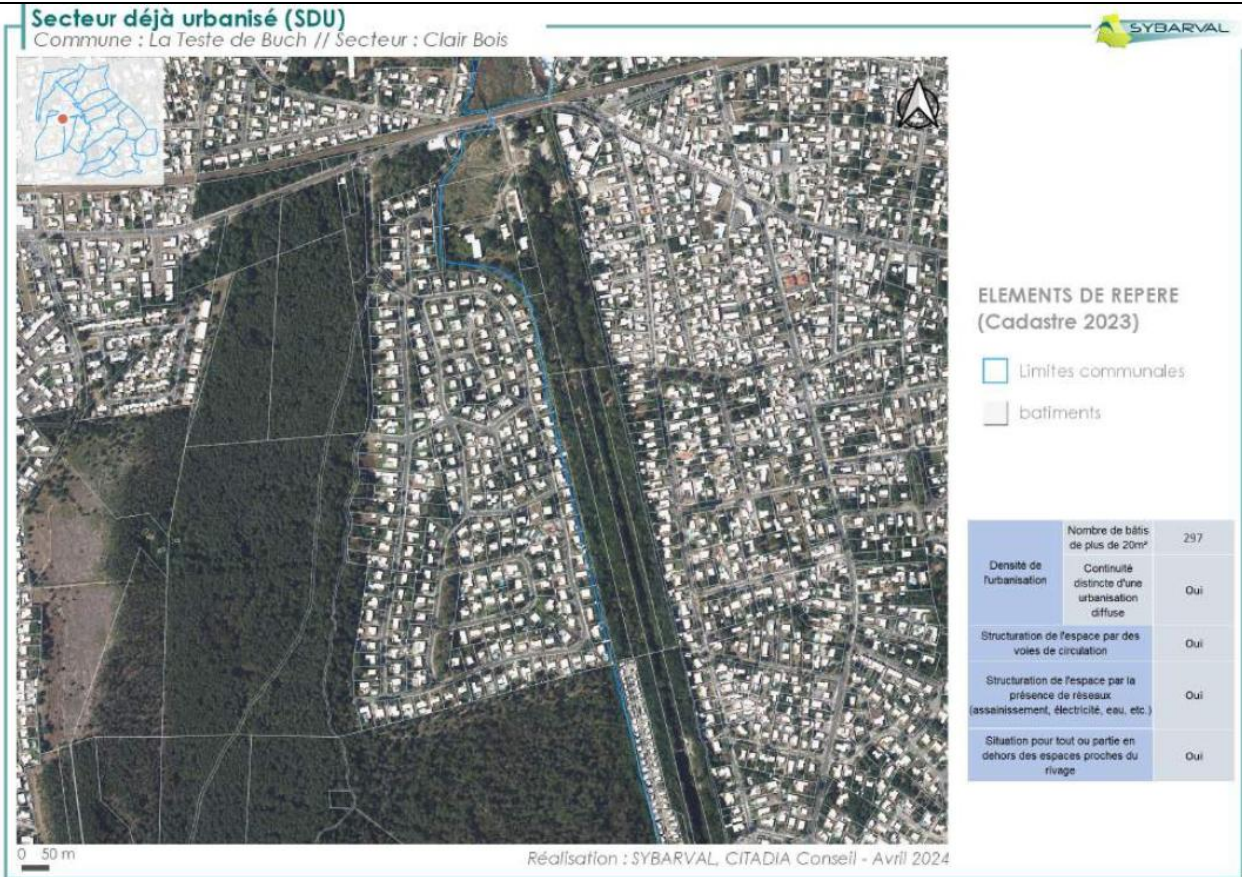 Secteur déjà urbanisé (SDU)
Commune : La Teste de Buch // Secteur : Clair Bois
SYBARVAL
ELEMENTS DE REPERE
(Cadastre 2023)
Limites communales
batiments
Densité de
l'urbanisation
Nombre de bâtis
de plus de 20m²
297
Continuité
distincte d'une
urbanisation
diffuse
Oui
Structuration de l'espace par des
voies de circulation
Oui
Structuration de l'espace par la
présence de réseaux
(assainissement, électricité, eau, etc.)
Oui
Situation pour tout ou partie en
dehors des espaces proches du
rivage
Oui
0 50 m
Réalisation : SYBARVAL, CITADIA Conseil - Avril 2024